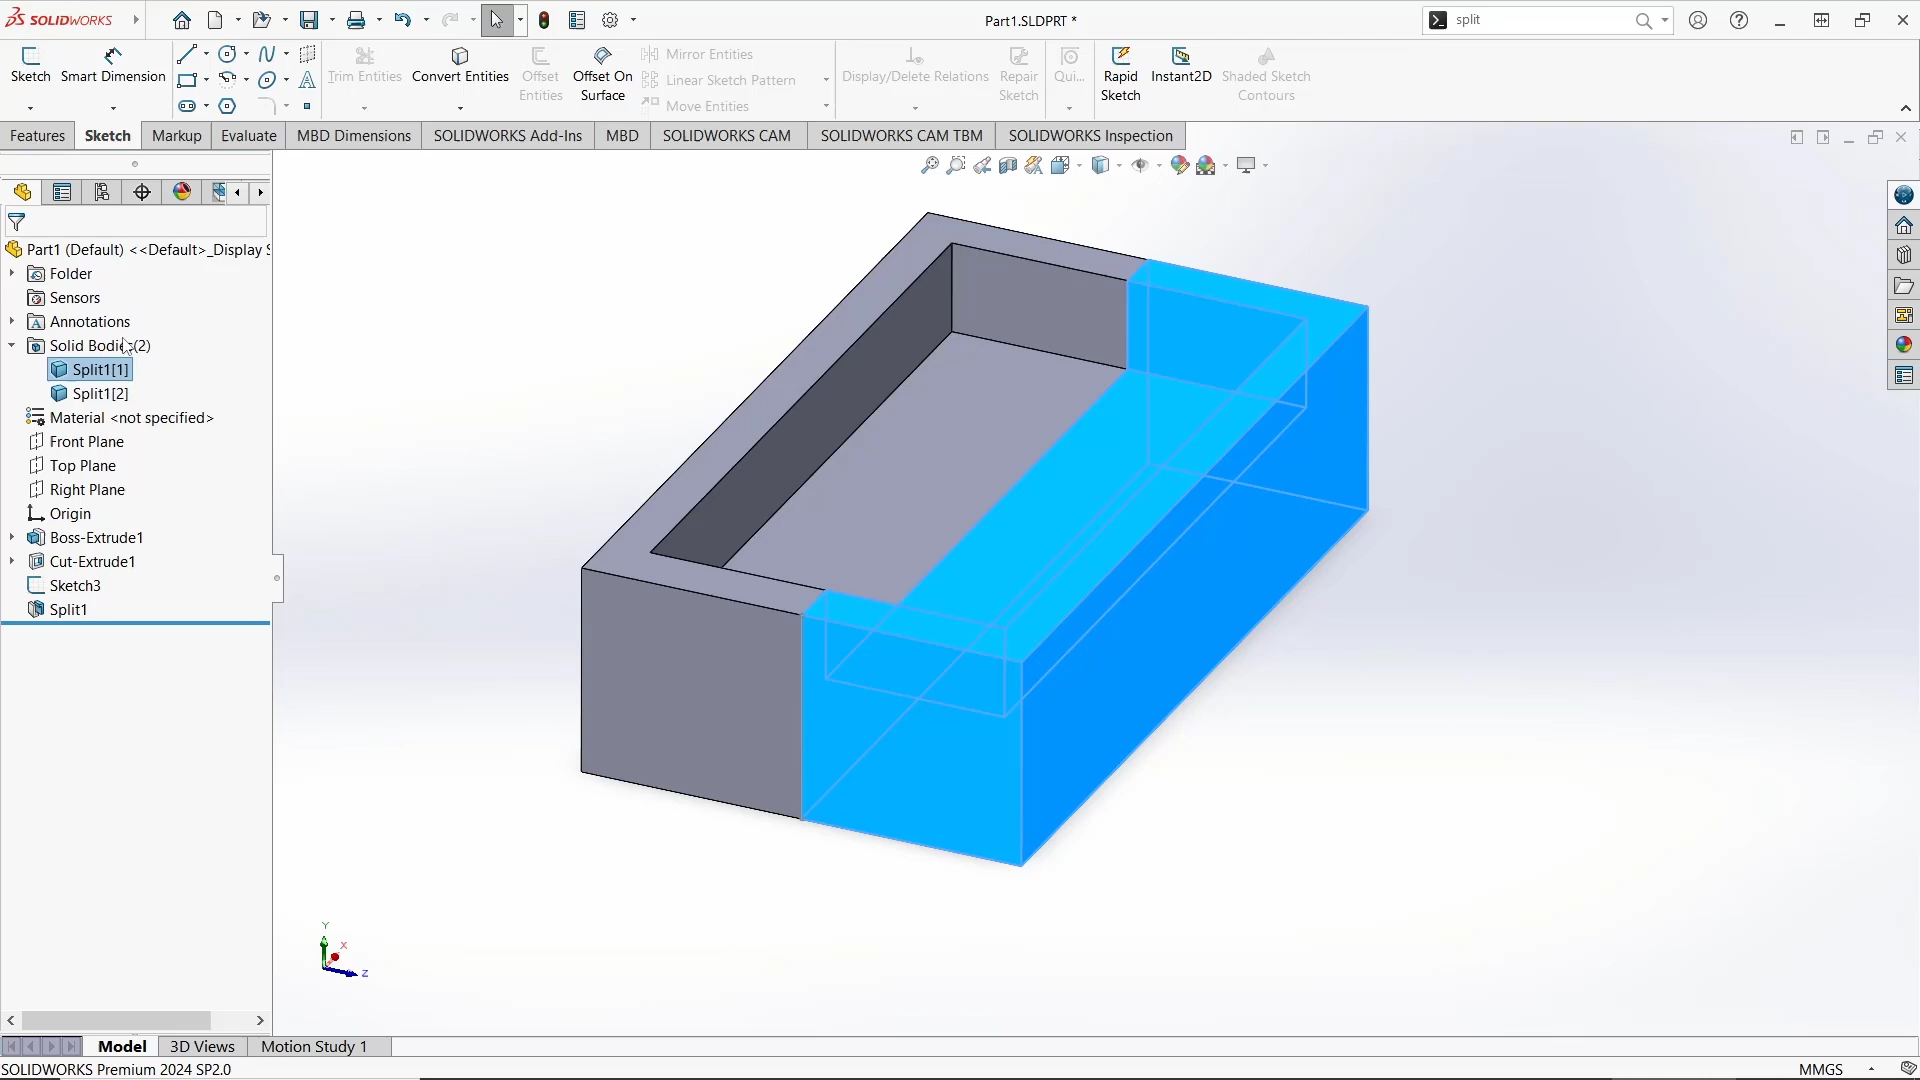 SOLIDWORKS
Part1.SLDPRT *
split
Sketch
Smart Dimension
Trim Entities
Convert Entities
Offset
Entities
Offset On
Surface
Mirror Entities
Linear Sketch Pattern
Move Entities
Display/Delete Relations
Repair
Sketch
Qui...
Rapid
Sketch
Instant2D
Shaded Sketch
Contours
Features
Sketch
Markup
Evaluate
MBD Dimensions
SOLIDWORKS Add-Ins
MBD
SOLIDWORKS CAM
SOLIDWORKS CAM TBM
SOLIDWORKS Inspection
Part1 (Default) <<Default>_Display S
Folder
Sensors
Annotations
Solid Bodies(2)
Split1[1]
Split1[2]
Material <not specified>
Front Plane
Top Plane
Right Plane
Origin
Boss-Extrude1
Cut-Extrude1
Sketch3
Split1
Y
X
Z
Model
3D Views
Motion Study 1
SOLIDWORKS Premium 2024 SP2.0
MMGS